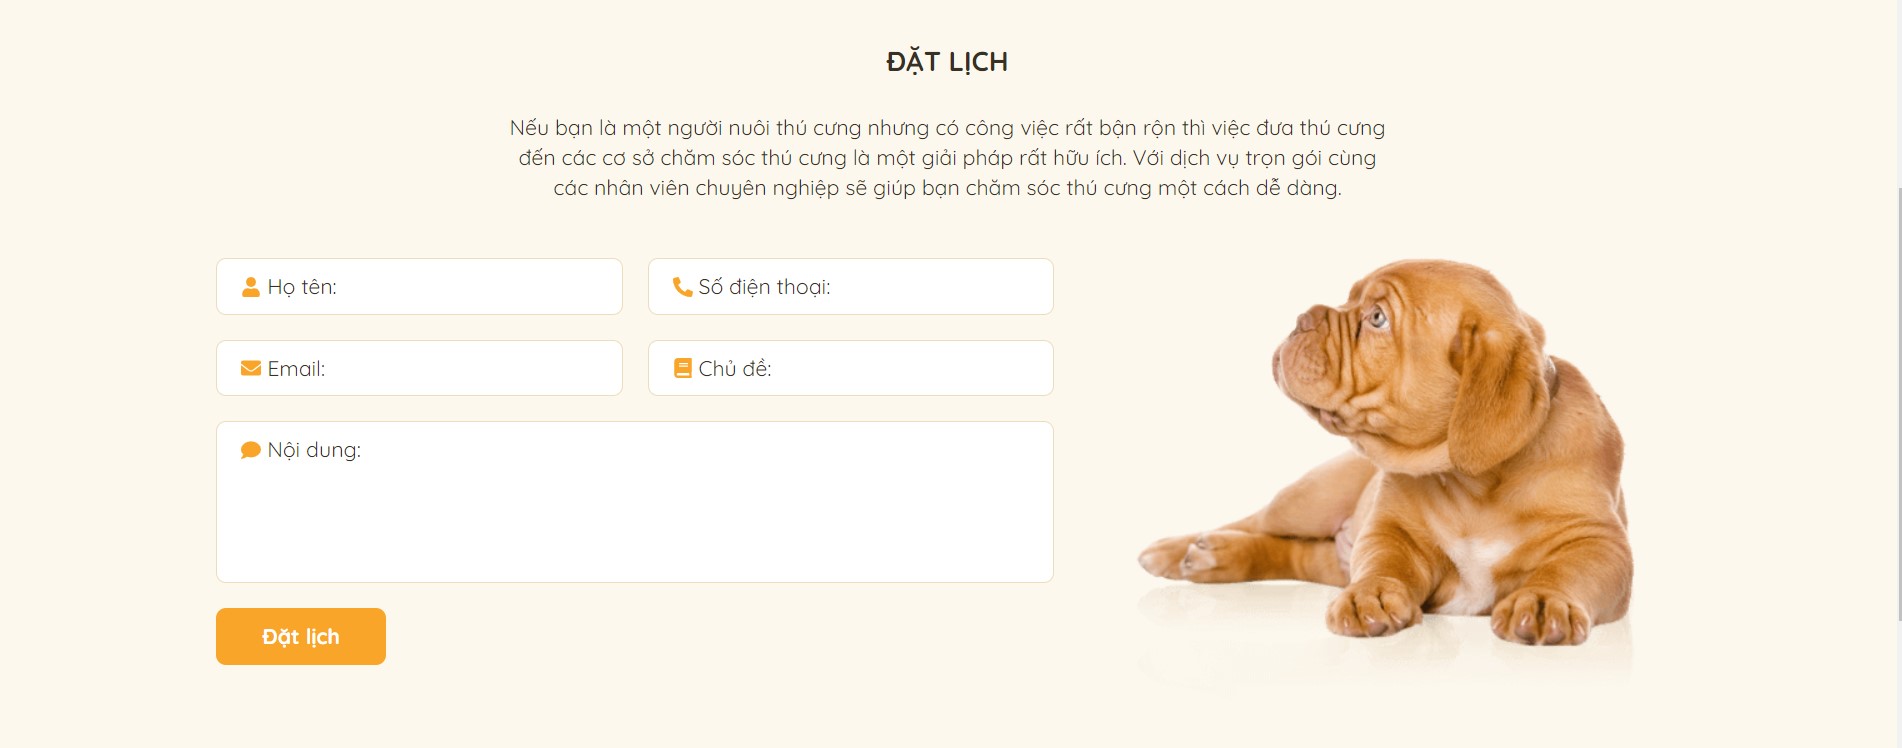 ĐẶT LỊCH
Nếu bạn là một người nuôi thú cưng nhưng có công việc rất bận rộn thì việc đưa thú cưng
đến các cơ sở chăm sóc thú cưng là một giải pháp rất hữu ích. Với dịch vụ trọn gói cùng
các nhân viên chuyên nghiệp sẽ giúp bạn chăm sóc thú cưng một cách dễ dàng.
Họ tên:
Số điện thoại:
Email:
Chủ đề:
Nội dung:
Đặt lịch